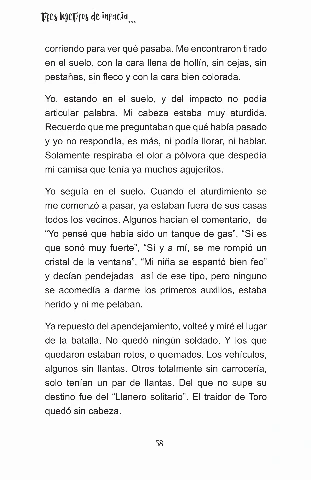 Tres lagartijos de infancia...
corriendo para ver qué pasaba. Me encontraron tirado
en el suelo, con la cara llena de hollín, sin cejas, sin
pestañas, sin fleco y con la cara bien colorada.
Yo, estando en el suelo, y del impacto no podía
articular palabra. Mi cabeza estaba muy aturdida.
Recuerdo que me preguntaban que qué había pasado
y yo no respondía, es más, ni podía llorar, ni hablar.
Solamente respiraba el olor a pólvora que despedía
mi camisa que tenía ya muchos agujeritos.
Yo seguía en el suelo. Cuando el aturdimiento se
me comenzó a pasar, ya estaban fuera de sus casas
todos los vecinos. Algunos hacían el comentario, de
“Yo pensé que había sido un tanque de gas”. “Sí es
que sonó muy fuerte”, “Sí y a mí, se me rompió un
cristal de la ventana”. “Mi niña se espantó bien feo”
y decían pendejadas así de ese tipo, pero ninguno
se acomedía a darme los primeros auxilios, estaba
herido y ni me pelaban.
Ya repuesto del apendejamiento, volteé y miré el lugar
de la batalla. No quedó ningún soldado. Y los que
quedaron estaban rotos, o quemados. Los vehículos,
algunos sin llantas. Otros totalmente sin carrocería,
solo tenían un par de llantas. Del que no supe su
destino fue del “Llanero solitario”. El traidor de Toro
quedó sin cabeza.
58